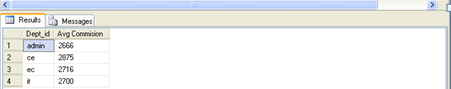 Results Messages
Dept_id Avg Commision
1 admin 2666
2 ce 2875
3 ec 2716
4 it 2700